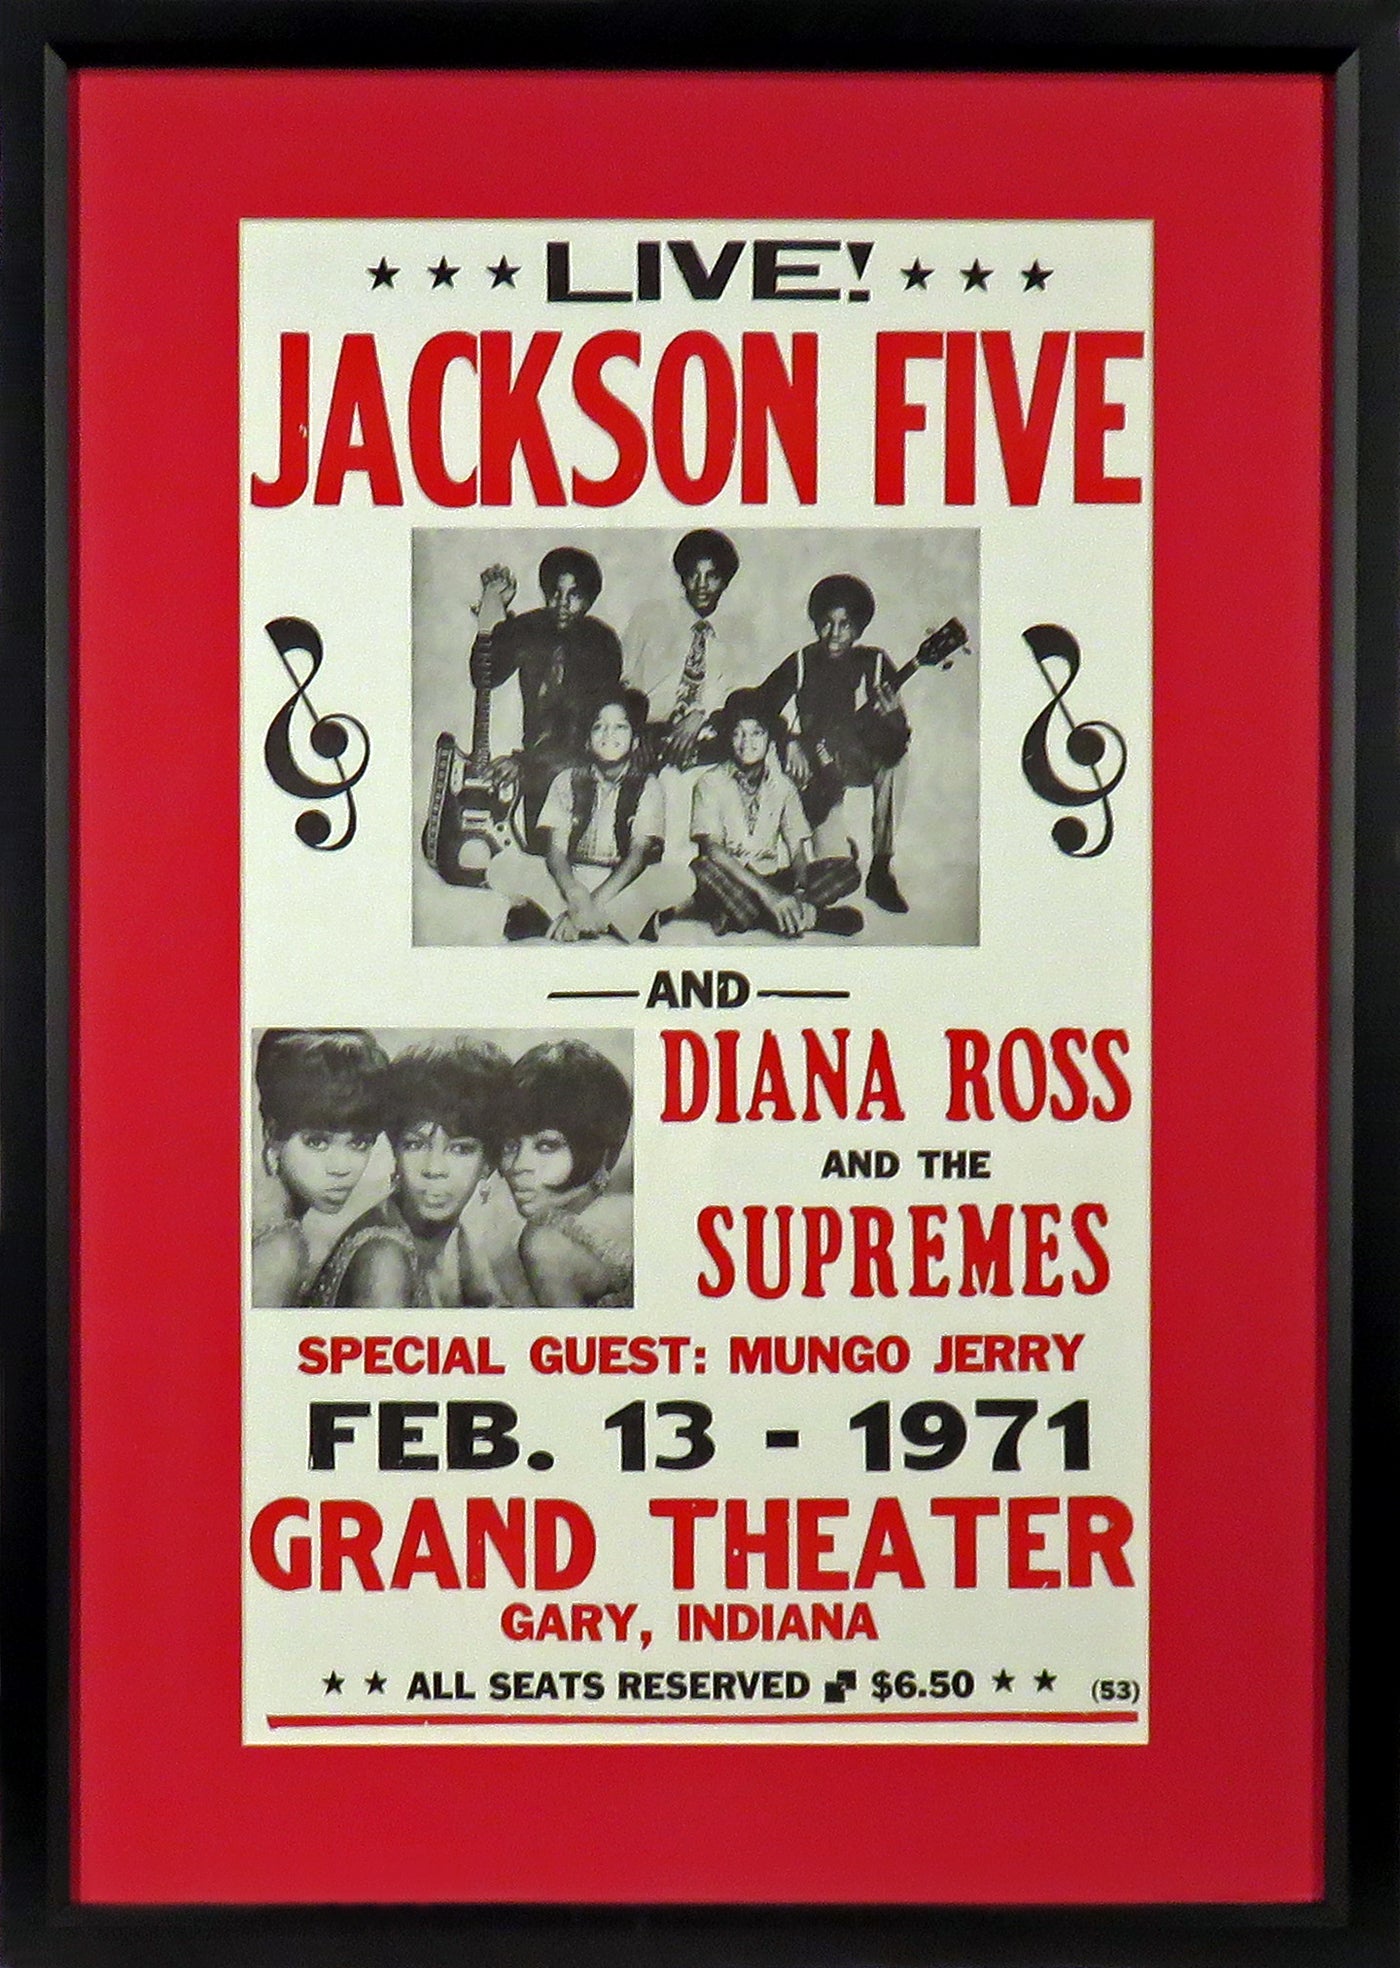 LIVE!
JACKSON FIVE
AND
DIANA ROSS
AND THE
SUPREMES
SPECIAL GUEST: MUNGO JERRY
FEB. 13 - 1971
GRAND THEATER
GARY, INDIANA
ALL SEATS RESERVED $6.50 (53)